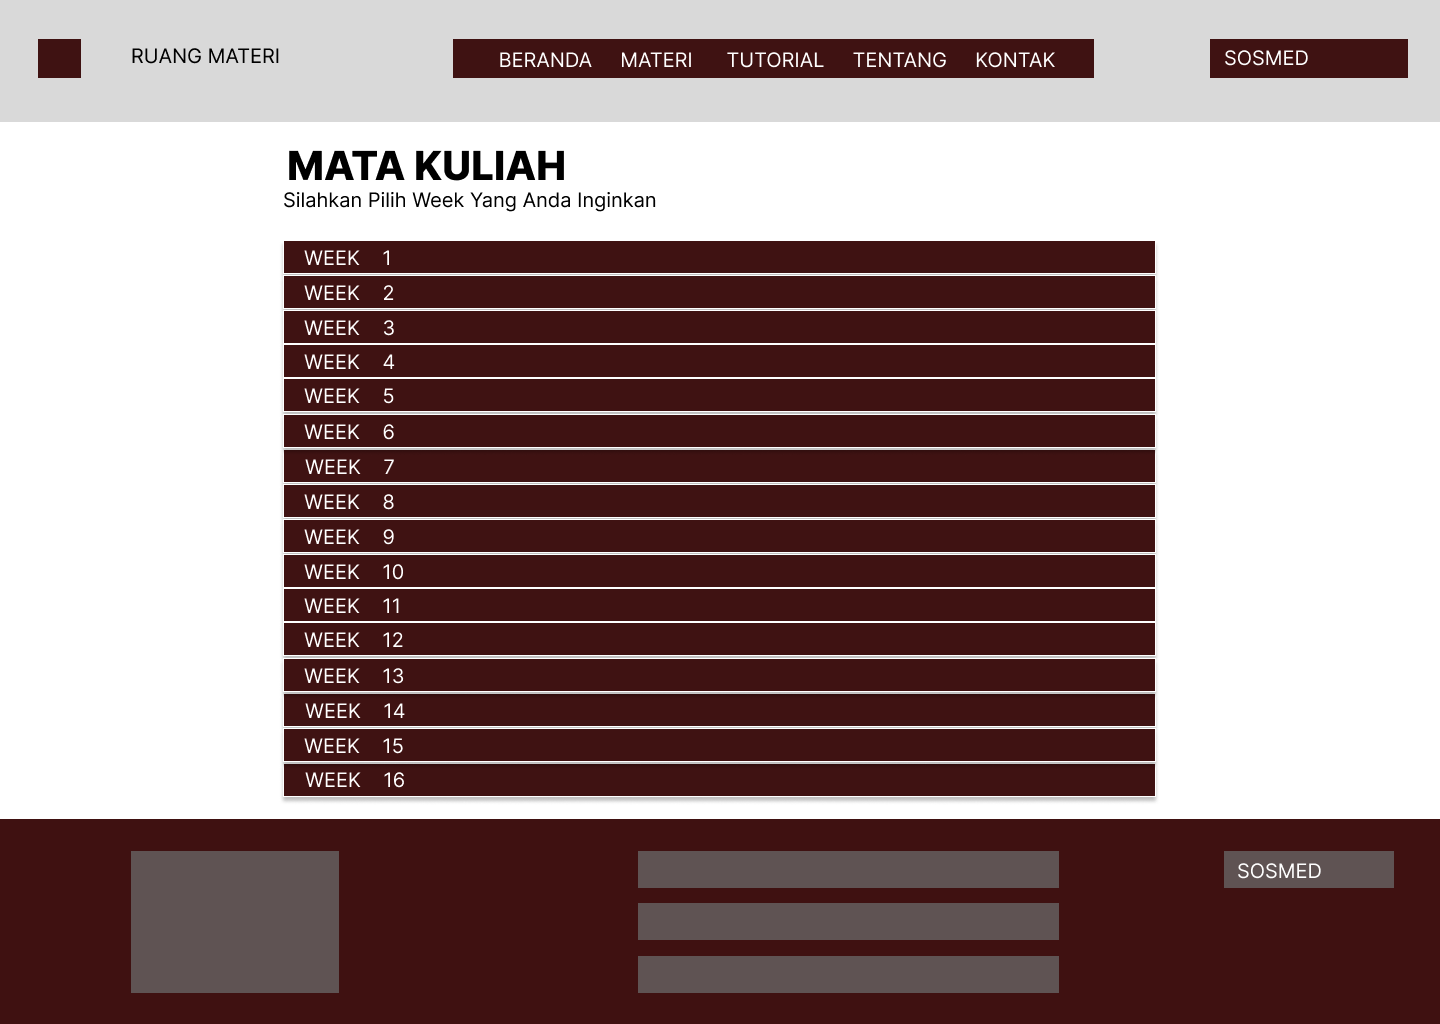 RUANG MATERI
BERANDA MATERI TUTORIAL TENTANG KONTAK
SOSMED
MATA KULIAH
Silahkan Pilih Week Yang Anda Inginkan
WEEK 1
WEEK 2
WEEK 3
WEEK 4
WEEK 5
WEEK 6
WEEK 7
WEEK 8
WEEK 9
WEEK 10
WEEK 11
WEEK 12
WEEK 13
WEEK 14
WEEK 15
WEEK 16
SOSMED